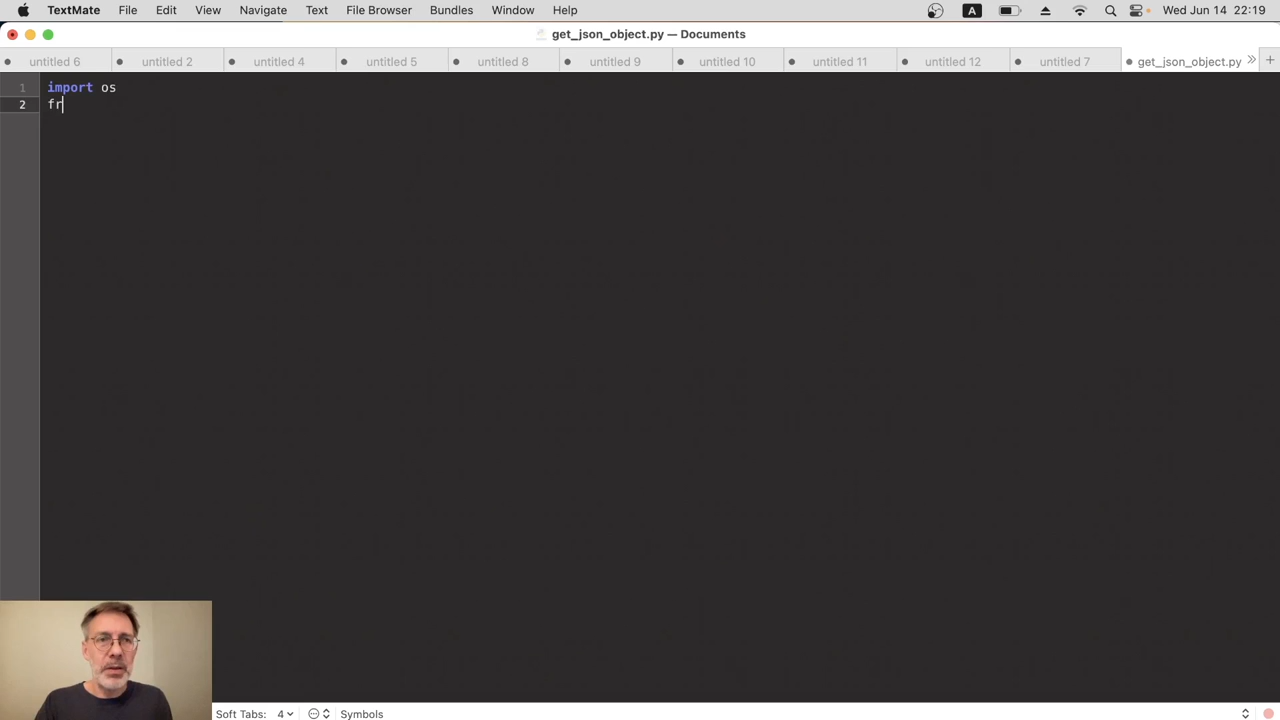 TextMate File Edit View Navigate Text File Browser Bundles Window Help A Wed Jun 14 22:19
get_json_object.py — Documents
untitled 6 untitled 2 untitled 4 untitled 5 untitled 8 untitled 9 untitled 10 untitled 11 untitled 12 untitled 7 get_json_object.py
1 import os
2 fr
Soft Tabs: 4 Symbols